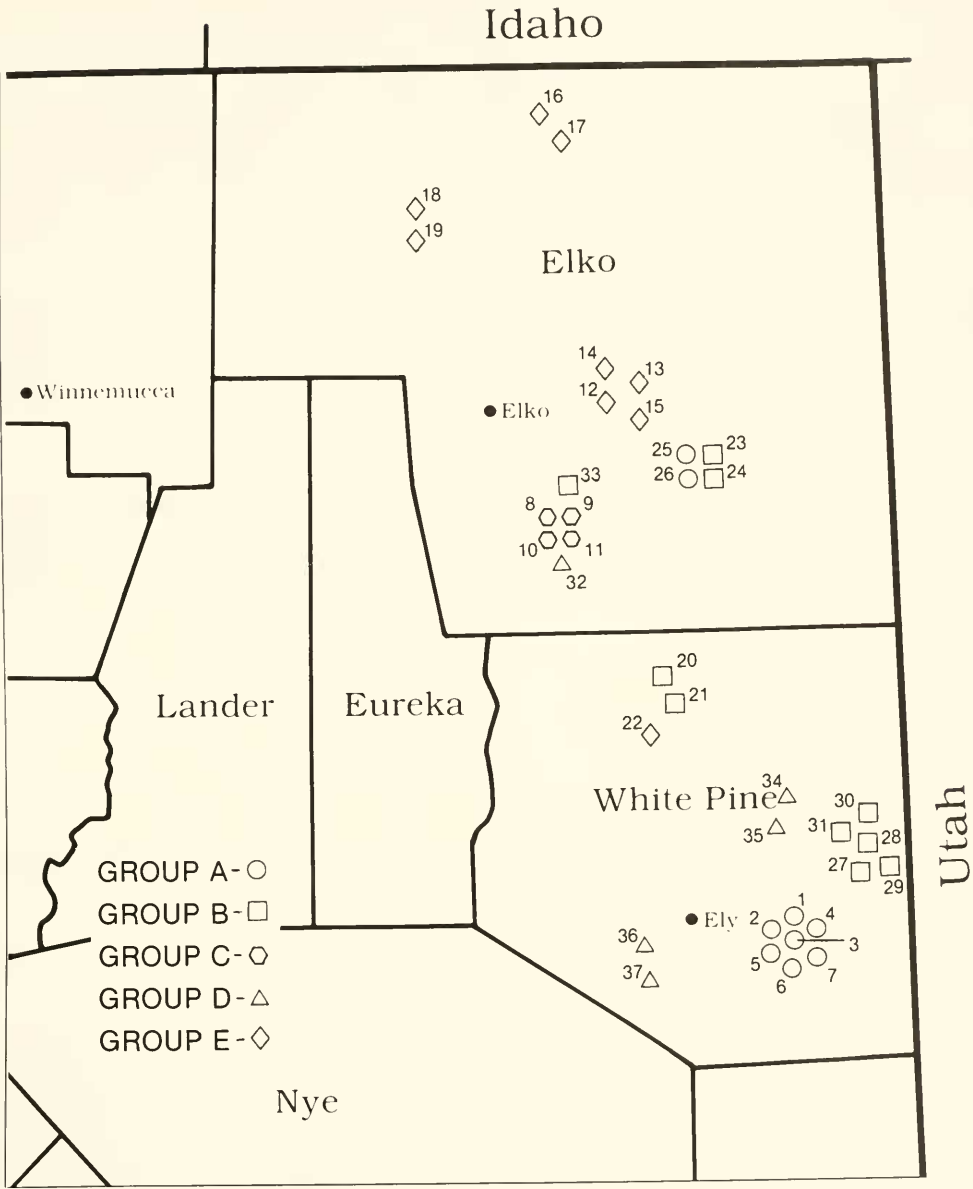 Idaho
16
17
18
19
Elko
14
13
12
15
Winnemucca
Elko
25
23
26
24
33
8
9
10
11
32
20
21
22
Lander
Eureka
White Pine
34
35
30
31
28
27
29
Utah
GROUP A-
GROUP B-
GROUP C-
GROUP D-
GROUP E-
Ely
1
2
4
3
5
6
7
36
37
Nye